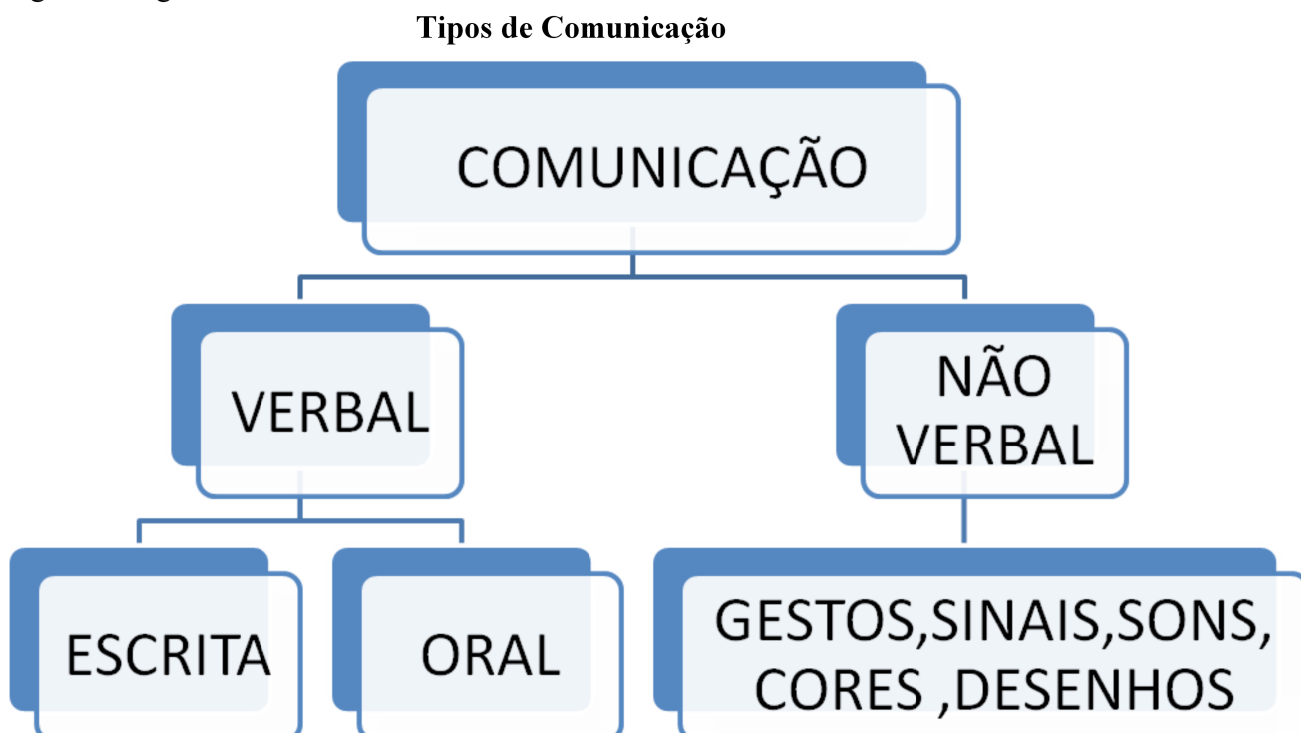 Tipos de Comunicação
COMUNICAÇÃO
VERBAL
NÃO
VERBAL
ESCRITA
ORAL
GESTOS,SINAIS,SONS,
CORES ,DESENHOS